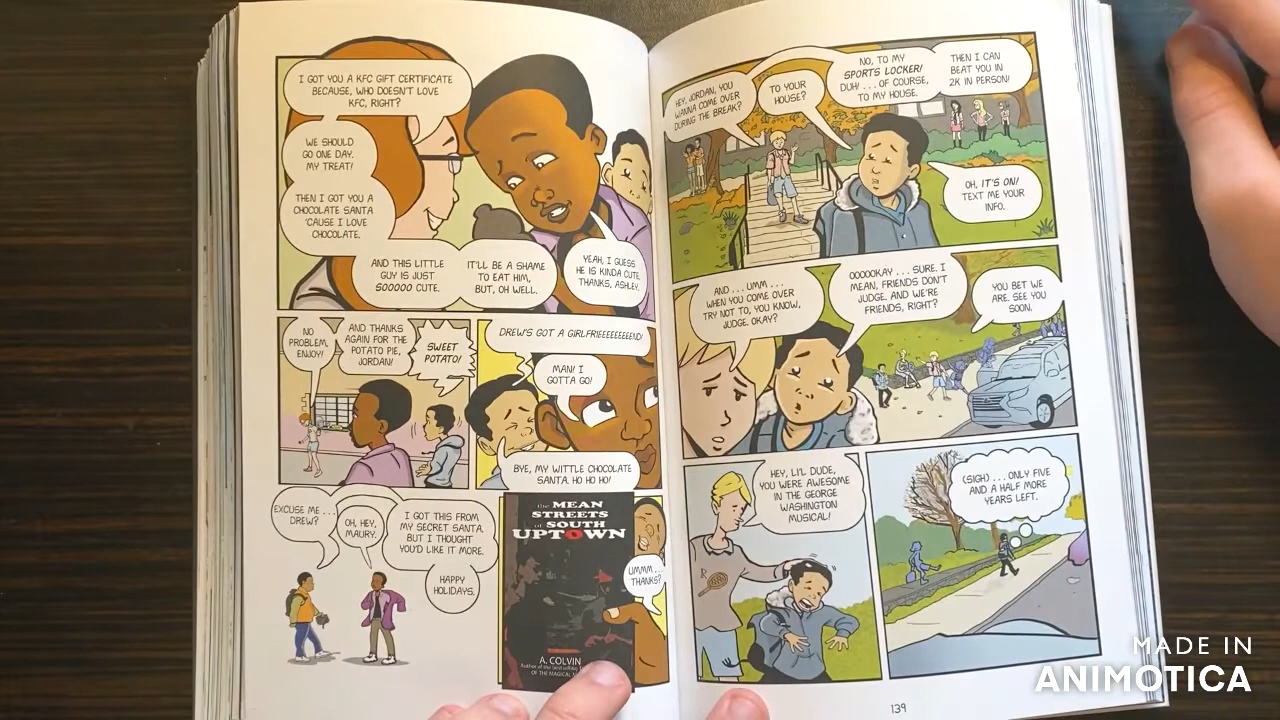 I GOT YOU A KFC GIFT CERTIFICATE
BECAUSE, WHO DOESN'T LOVE
KFC, RIGHT?
WE SHOULD
GO ONE DAY.
MY TREAT!
THEN I GOT YOU A
CHOCOLATE SANTA
'CAUSE I LOVE
CHOCOLATE.
AND THIS LITTLE
GUY IS JUST
SOOOOO CUTE.
IT'LL BE A SHAME
TO EAT HIM,
BUT, OH WELL.
YEAH, I GUESS
HE IS KINDA CUTE.
THANKS, ASHLEY.
NO
PROBLEM.
ENJOY!
AND THANKS
AGAIN FOR THE
POTATO PIE,
JORDAN!
SWEET
POTATO!
DREW'S GOT A GIRLFRIEEEEEEEEEND!
MAN! I
GOTTA GO!
BYE, MY WITTLE CHOCOLATE
SANTA. HO HO HO!
EXCUSE ME ...
DREW?
OH, HEY,
MAURY.
I GOT THIS FROM
MY SECRET SANTA.
BUT I THOUGHT
YOU'D LIKE IT MORE.
HAPPY
HOLIDAYS.
the MEAN
STREETS
of SOUTH
UPTOWN
A. COLVIN
Author of the best-selling
OF THE MAGICAL
UMMM ...
THANKS?
HEY, JORDAN, YOU
WANNA COME OVER
DURING THE BREAK?
TO YOUR
HOUSE?
NO, TO MY
SPORTS LOCKER!
DUH! ... OF COURSE,
TO MY HOUSE.
THEN I CAN
BEAT YOU IN
2K IN PERSON!
OH, IT'S ON!
TEXT ME YOUR
INFO.
AND ... UMM ...
WHEN YOU COME OVER
TRY NOT TO, YOU KNOW,
JUDGE. OKAY?
OOOOOKAY ... SURE. I
MEAN, FRIENDS DON'T
JUDGE. AND WE'RE
FRIENDS, RIGHT?
YOU BET WE
ARE. SEE YOU
SOON.
HEY, LI'L DUDE,
YOU WERE AWESOME
IN THE GEORGE
WASHINGTON
MUSICAL!
R
(SIGH) ... ONLY FIVE
AND A HALF MORE
YEARS LEFT.
139
MADE IN
ANIMOTICA